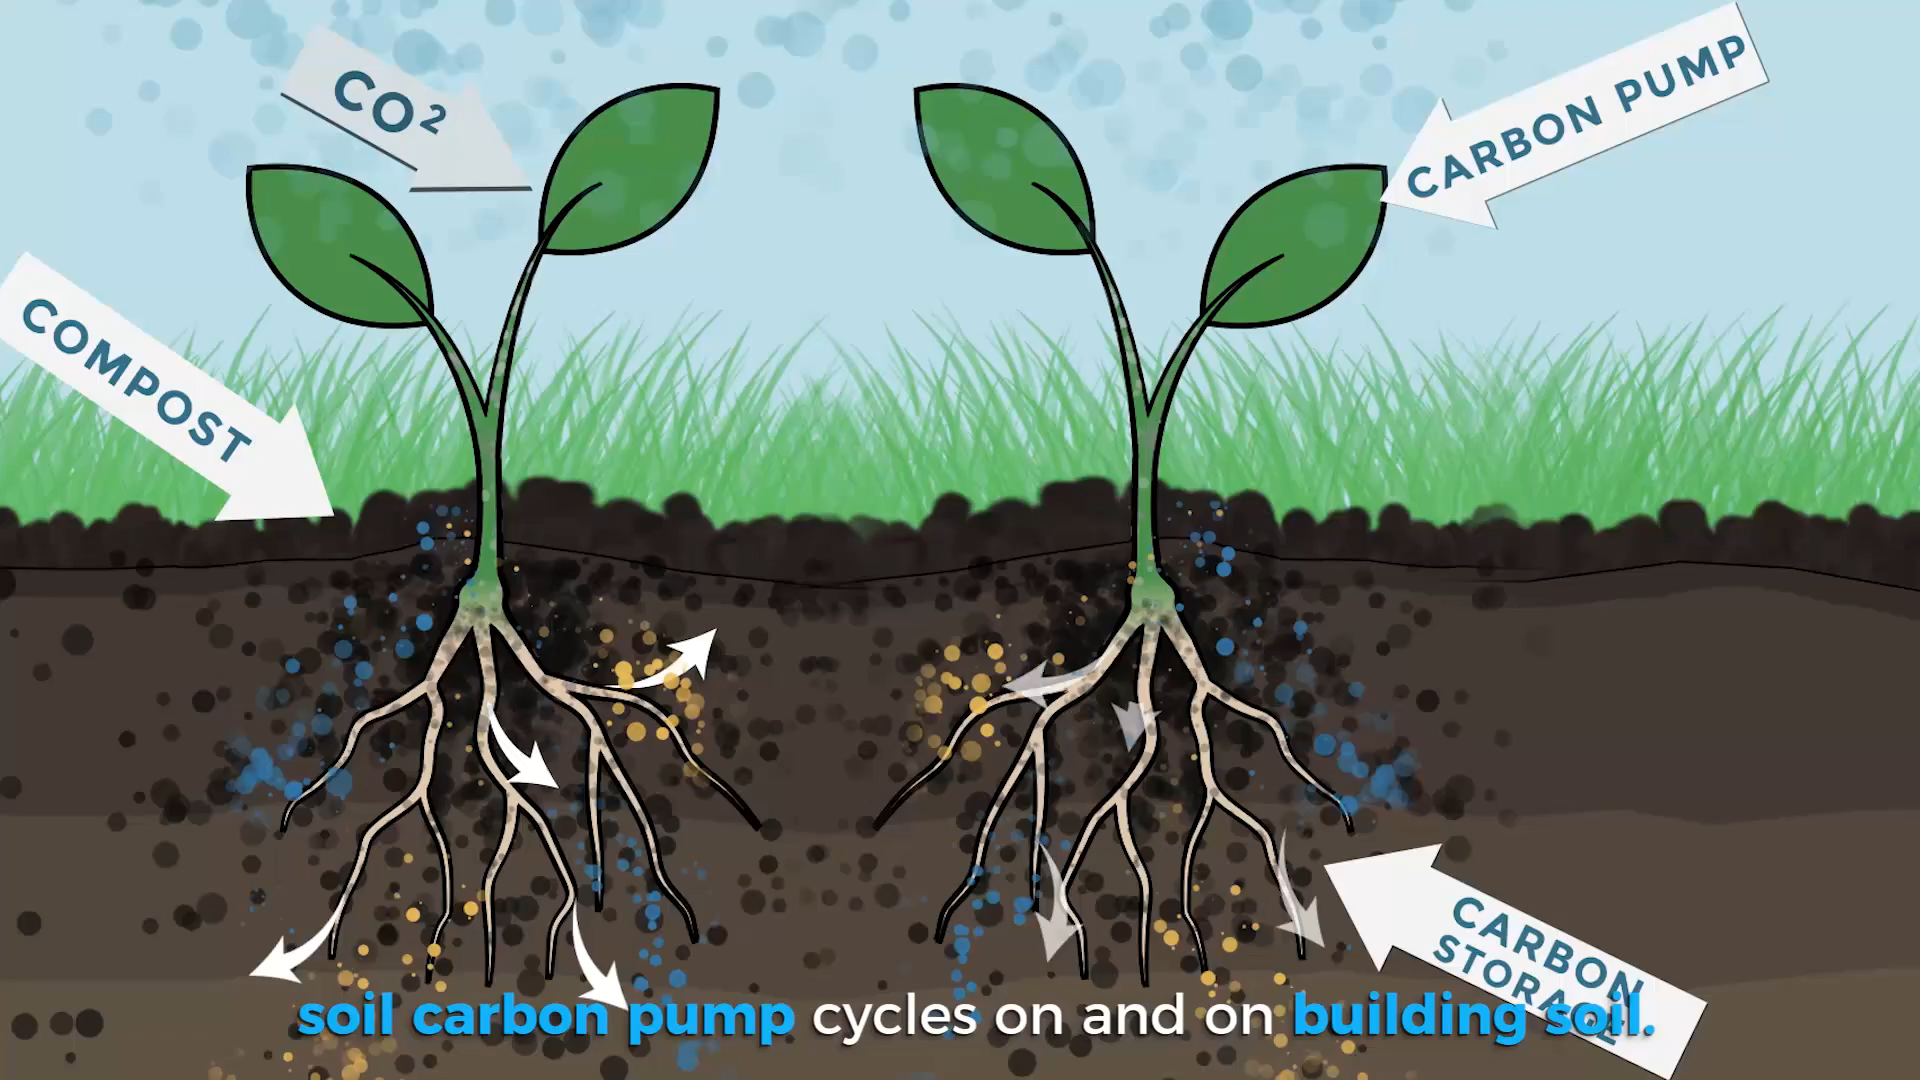 CO²
CARBON PUMP
COMPOST
CARBON
STORAGE
soil carbon pump cycles on and on building soil.